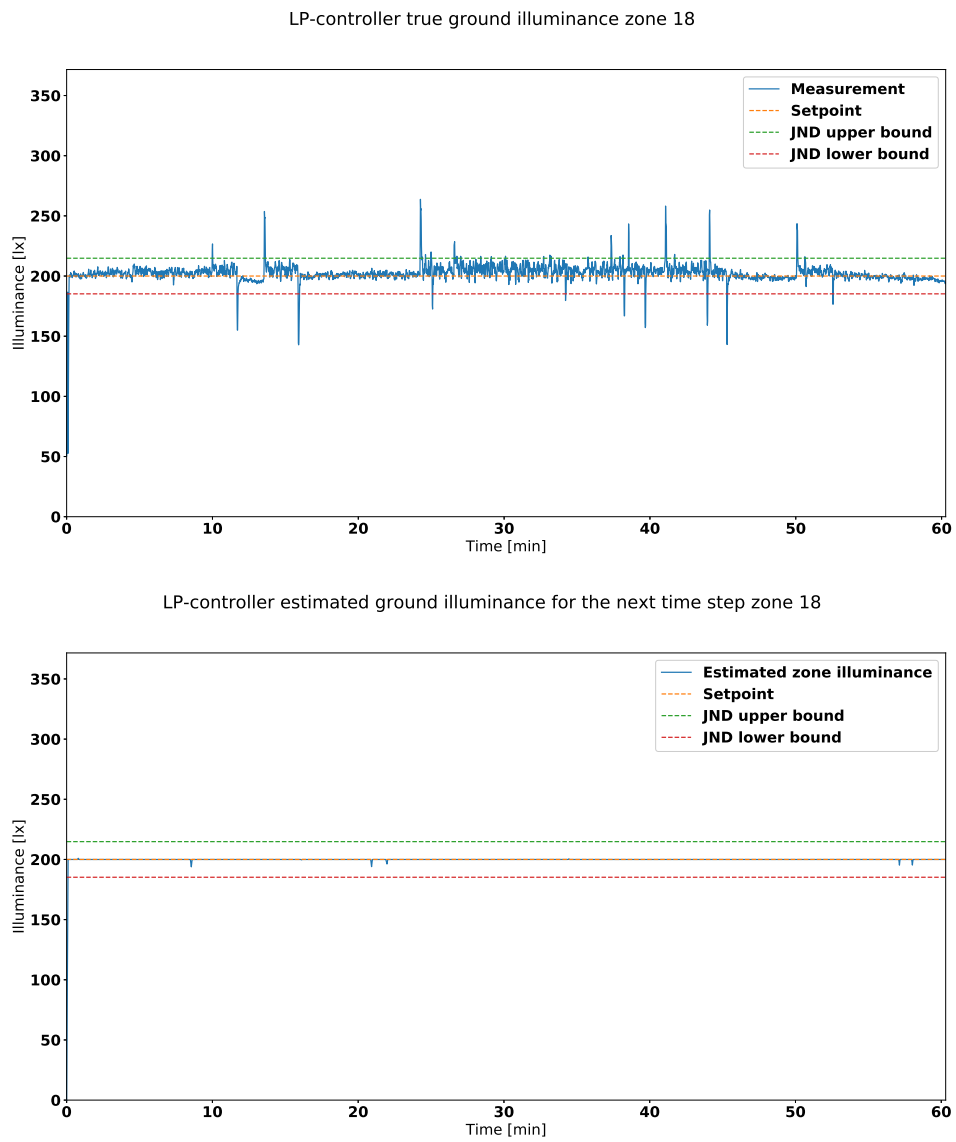 LP-controller true ground illuminance zone 18
Illuminance [lx]
350
300
250
200
150
100
50
0
Measurement
Setpoint
JND upper bound
JND lower bound
0 10 20 30 40 50 60
Time [min]
LP-controller estimated ground illuminance for the next time step zone 18
Illuminance [lx]
350
300
250
200
150
100
50
0
Estimated zone illuminance
Setpoint
JND upper bound
JND lower bound
0 10 20 30 40 50 60
Time [min]